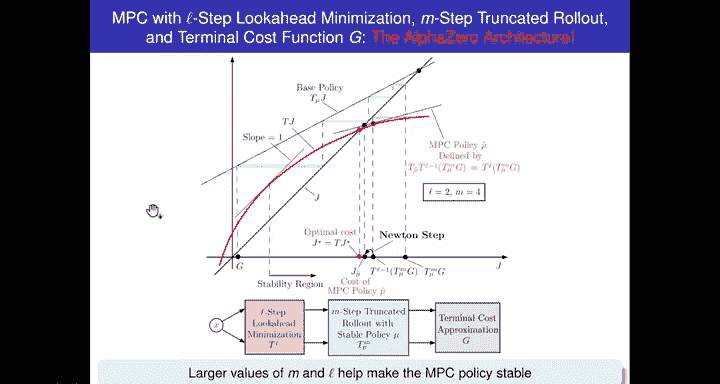 MPC with ℓ-Step Lookahead Minimization, m-Step Truncated Rollout,
and Terminal Cost Function G: The AlphaZero Architecture!
Base Policy
T_μ J
TJ
Slope = 1
MPC Policy μ̃
Defined by
T_μ̃ T^{ℓ−1}(T_μ^m G) = T^ℓ(T_μ^m G)
J
ℓ = 2, m = 4
Optimal cost
J* = TJ*
Newton Step
G
J_μ̃
T^{ℓ−1}(T_μ^m G)
T_μ^m G
J
Stability Region
Cost of
MPC Policy μ̃
x
ℓ-Step
Lookahead
Minimization
T^ℓ
m-Step Truncated
Rollout with
Stable Policy μ
T_μ^m
Terminal Cost
Approximation
G
Larger values of m and ℓ help make the MPC policy stable